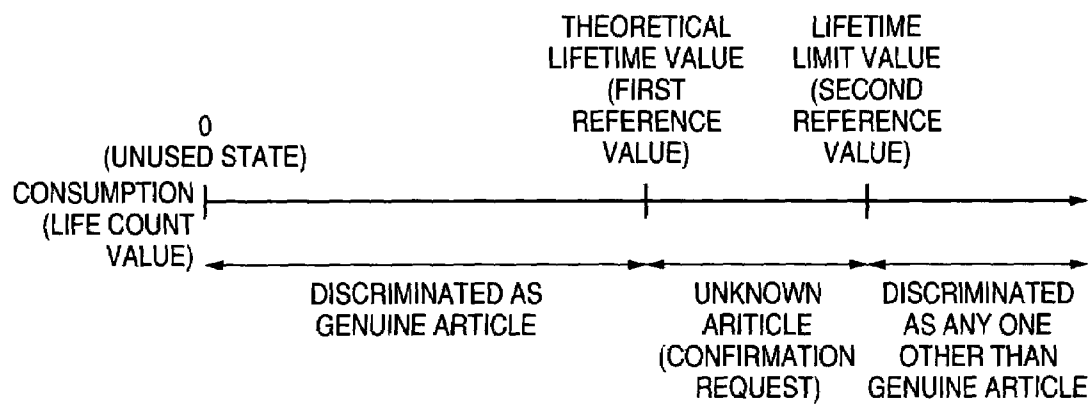 THEORETICAL
LIFETIME VALUE
(FIRST
REFERENCE
VALUE)
LIFETIME
LIMIT VALUE
(SECOND
REFERENCE
VALUE)
0
(UNUSED STATE)
CONSUMPTION
(LIFE COUNT
VALUE)
DISCRIMINATED AS
GENUINE ARTICLE
UNKNOWN
ARITICLE
(CONFIRMATION
REQUEST)
DISCRIMINATED
AS ANY ONE
OTHER THAN
GENUINE ARTICLE